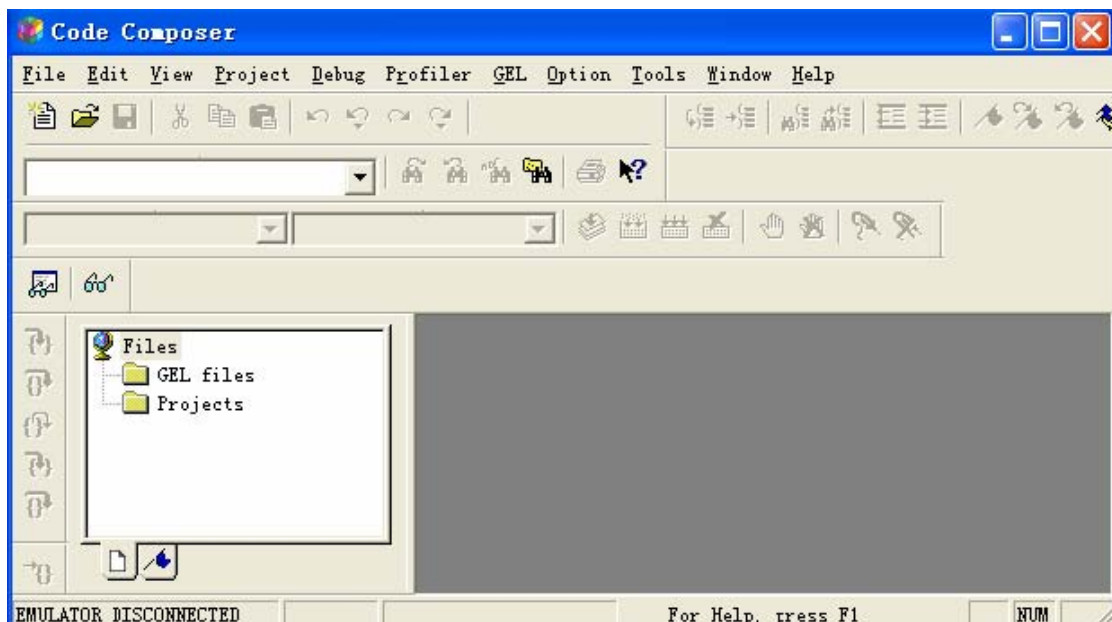 Code Composer
File Edit View Project Debug Profiler GEL Option Tools Window Help
Files
GEL files
Projects
EMULATOR DISCONNECTED For Help, press F1 NUM